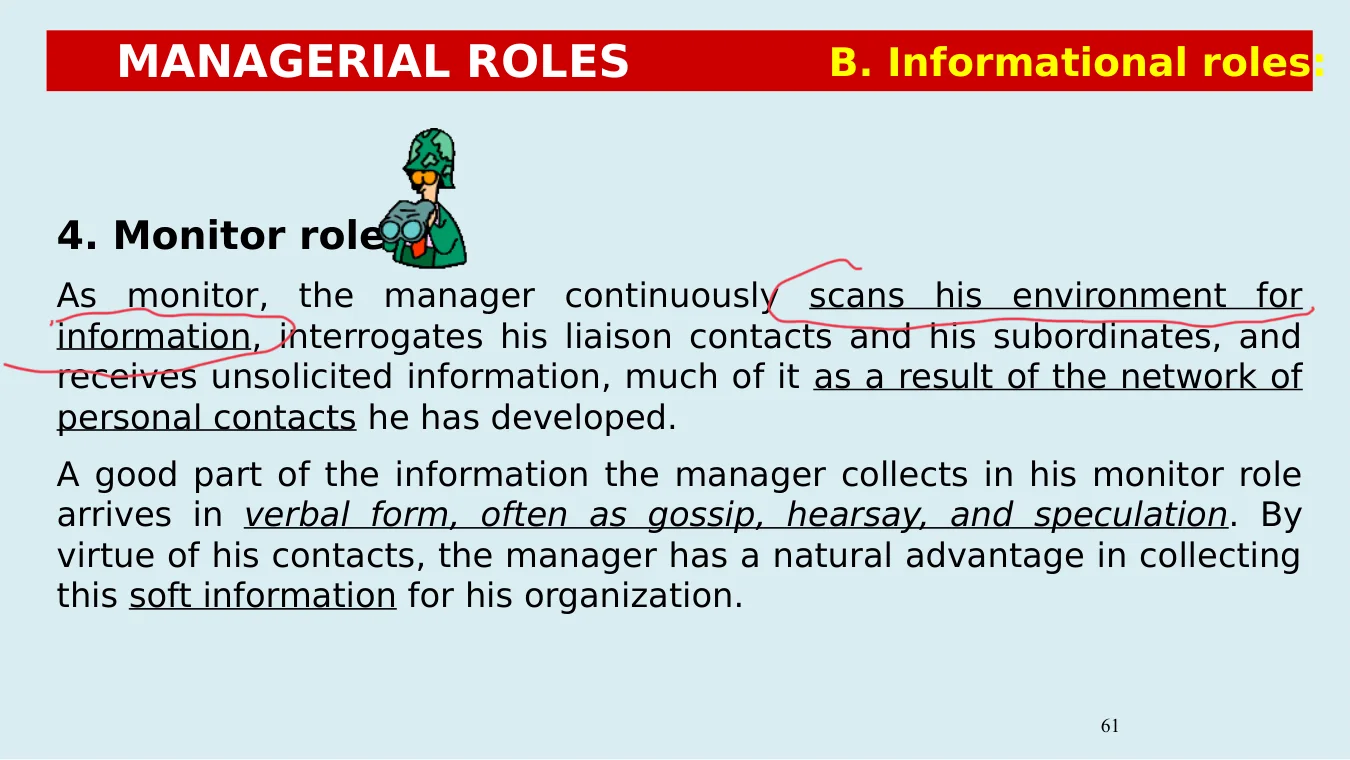 MANAGERIAL ROLES B. Informational roles:
4. Monitor role
As monitor, the manager continuously scans his environment for
information, interrogates his liaison contacts and his subordinates, and
receives unsolicited information, much of it as a result of the network of
personal contacts he has developed.
A good part of the information the manager collects in his monitor role
arrives in verbal form, often as gossip, hearsay, and speculation. By
virtue of his contacts, the manager has a natural advantage in collecting
this soft information for his organization.
61